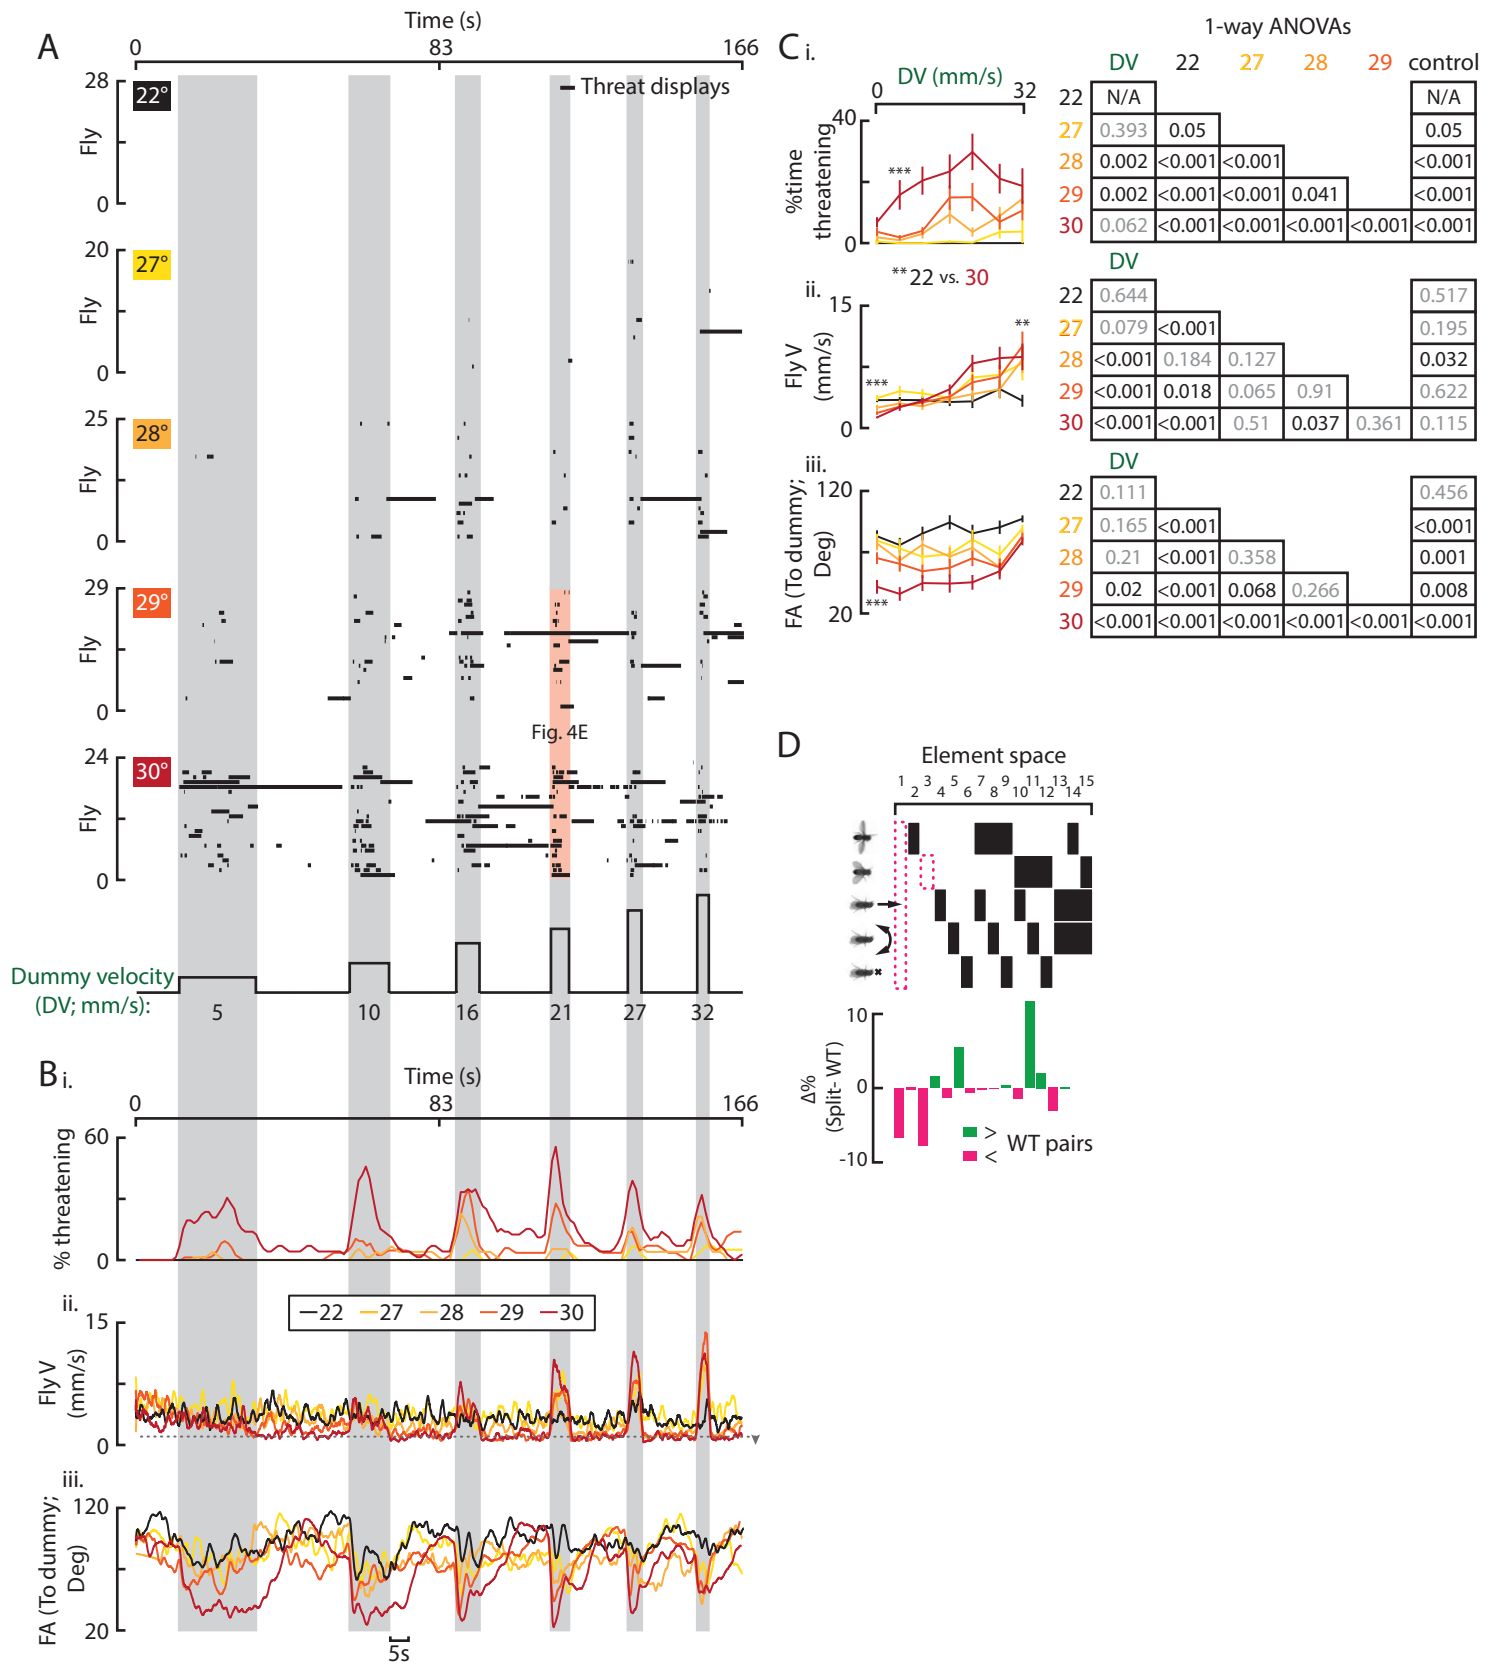 A
Time (s)
0 83 166
Threat displays
28
22°
Fly
0
20
27°
Fly
0
25
28°
Fly
0
29
29°
Fly
0
Fig. 4E
24
30°
Fly
0
Dummy velocity
(DV; mm/s):
5 10 16 21 27 32
B i.
Time (s)
0 83 166
60
% threatening
0
ii.
22 27 28 29 30
15
Fly V
(mm/s)
0
iii.
120
FA (To dummy;
Deg)
20
5s
C i.
DV (mm/s)
0 32
40
%time
threatening
0
***
**22 vs. 30
ii.
15
Fly V
(mm/s)
0
***
**
iii.
120
FA (To dummy;
Deg)
20
***
1-way ANOVAs
DV 22 27 28 29 control
22 N/A N/A
27 0.393 0.05 0.05
28 0.002 <0.001 <0.001 <0.001
29 0.002 <0.001 <0.001 0.041 <0.001
30 0.062 <0.001 <0.001 <0.001 <0.001 <0.001
DV
22 0.644 0.517
27 0.079 <0.001 0.195
28 <0.001 0.184 0.127 0.032
29 <0.001 0.018 0.065 0.91 0.622
30 <0.001 <0.001 0.51 0.037 0.361 0.115
DV
22 0.111 0.456
27 0.165 <0.001 <0.001
28 0.21 <0.001 0.358 0.001
29 0.02 <0.001 0.068 0.266 0.008
30 <0.001 <0.001 <0.001 <0.001 <0.001 <0.001
D
Element space
1 2 3 4 5 6 7 8 9 10 11 12 13 14 15
10
0
-10
Δ%
(Split- WT)
>
<
WT pairs